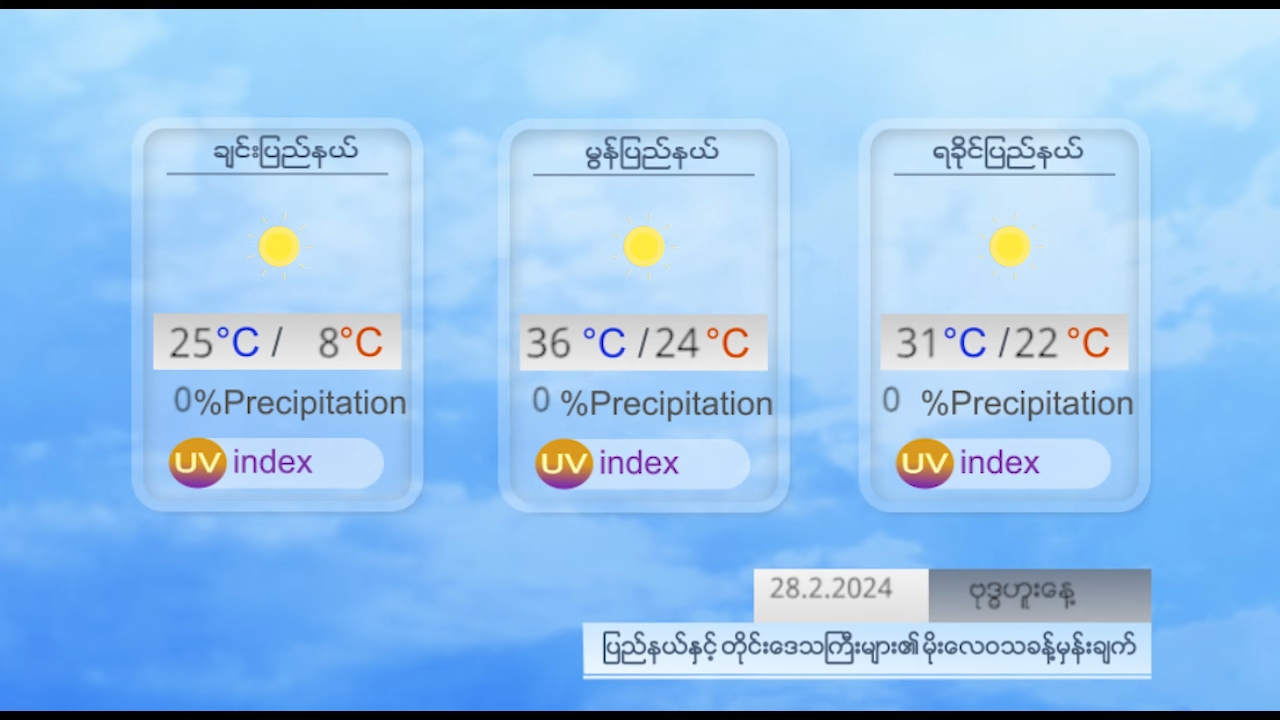 ချင်းပြည်နယ်
25°C / 8°C
0%Precipitation
UV index
မွန်ပြည်နယ်
36 °C /24 °C
0 %Precipitation
UV index
ရခိုင်ပြည်နယ်
31°C /22 °C
0 %Precipitation
UV index
28.2.2024
ဗုဒ္ဓဟူးနေ့
ပြည်နယ်နှင့် တိုင်းဒေသကြီးများ၏ မိုးလေဝသခန့်မှန်းချက်